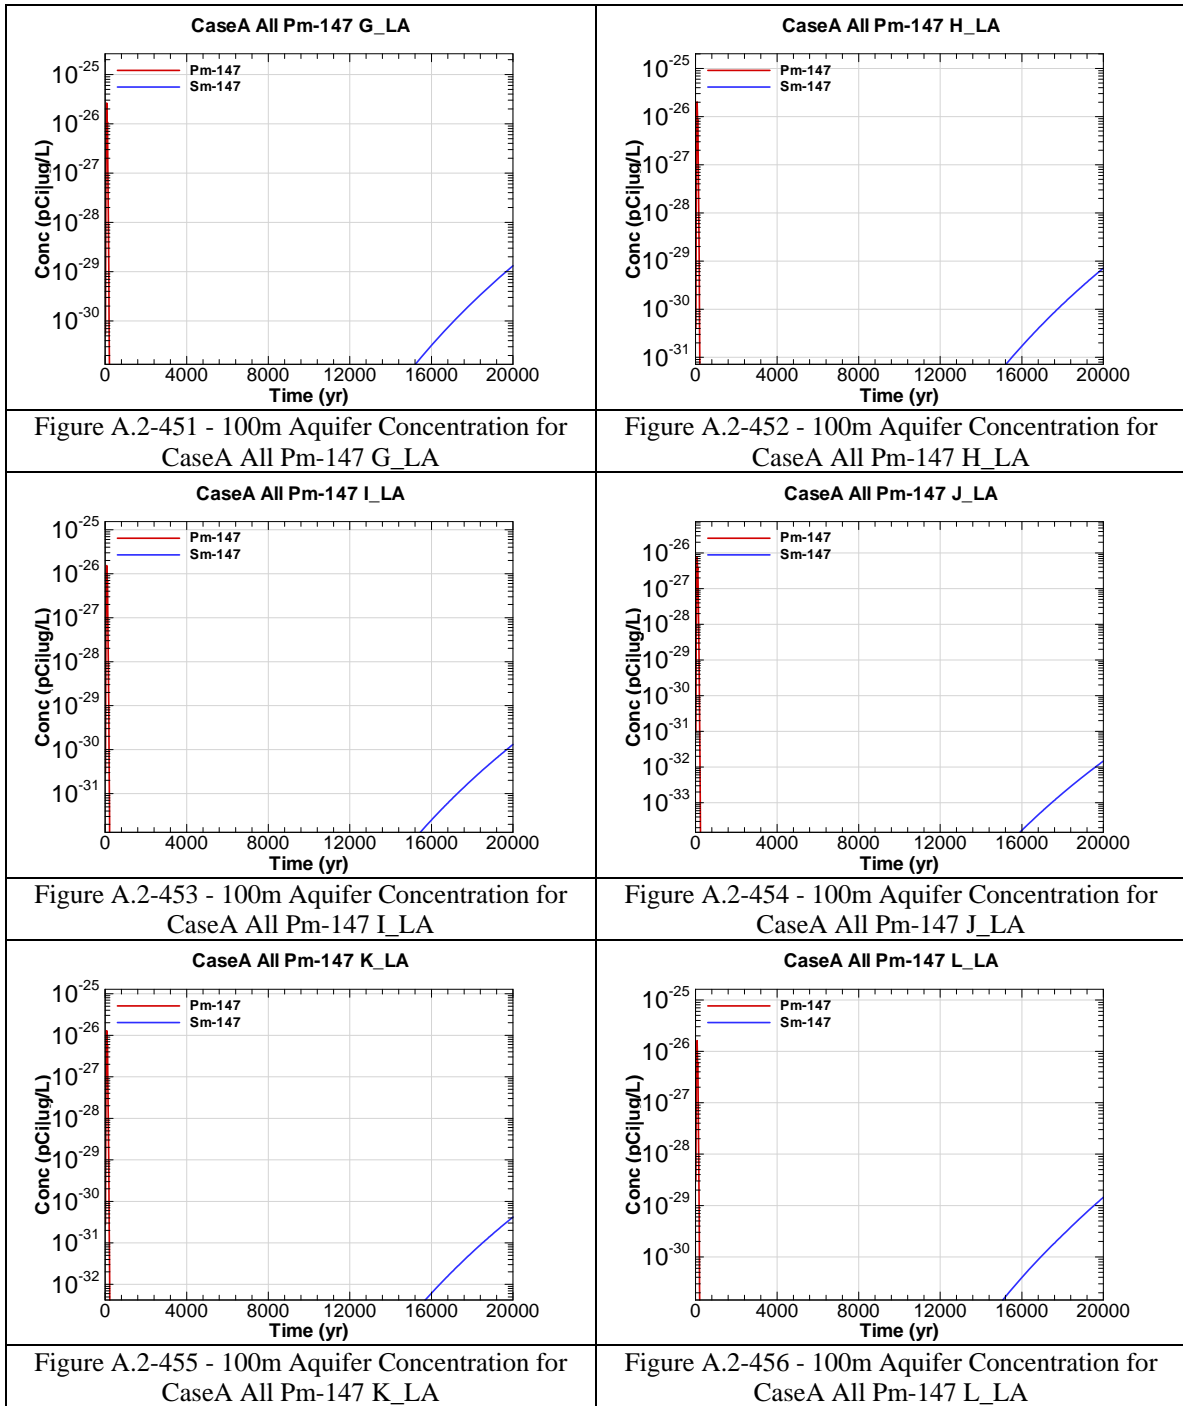 CaseA All Pm-147 G_LA
Pm-147
Sm-147
10-25
10-26
10-27
10-28
10-29
10-30
Conc (pCi|ug/L)
0 4000 8000 12000 16000 20000
Time (yr)
Figure A.2-451 - 100m Aquifer Concentration for
CaseA All Pm-147 G_LA
CaseA All Pm-147 H_LA
Pm-147
Sm-147
10-25
10-26
10-27
10-28
10-29
10-30
10-31
Conc (pCi|ug/L)
0 4000 8000 12000 16000 20000
Time (yr)
Figure A.2-452 - 100m Aquifer Concentration for
CaseA All Pm-147 H_LA
CaseA All Pm-147 I_LA
Pm-147
Sm-147
10-25
10-26
10-27
10-28
10-29
10-30
10-31
Conc (pCi|ug/L)
0 4000 8000 12000 16000 20000
Time (yr)
Figure A.2-453 - 100m Aquifer Concentration for
CaseA All Pm-147 I_LA
CaseA All Pm-147 J_LA
Pm-147
Sm-147
10-26
10-27
10-28
10-29
10-30
10-31
10-32
10-33
Conc (pCi|ug/L)
0 4000 8000 12000 16000 20000
Time (yr)
Figure A.2-454 - 100m Aquifer Concentration for
CaseA All Pm-147 J_LA
CaseA All Pm-147 K_LA
Pm-147
Sm-147
10-25
10-26
10-27
10-28
10-29
10-30
10-31
10-32
Conc (pCi|ug/L)
0 4000 8000 12000 16000 20000
Time (yr)
Figure A.2-455 - 100m Aquifer Concentration for
CaseA All Pm-147 K_LA
CaseA All Pm-147 L_LA
Pm-147
Sm-147
10-25
10-26
10-27
10-28
10-29
10-30
Conc (pCi|ug/L)
0 4000 8000 12000 16000 20000
Time (yr)
Figure A.2-456 - 100m Aquifer Concentration for
CaseA All Pm-147 L_LA